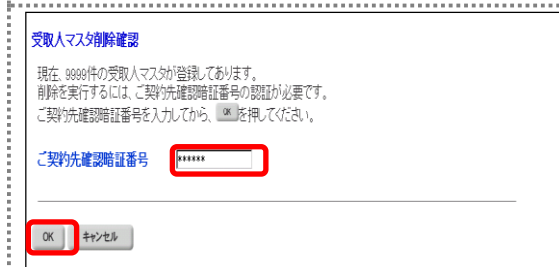 受取人マスタ削除確認
現在、9999件の受取人マスタが登録してあります。
削除を実行するには、ご契約先確認暗証番号の認証が必要です。
ご契約先確認暗証番号を入力してから、 OK を押してください。
ご契約先確認暗証番号 ******
OK キャンセル